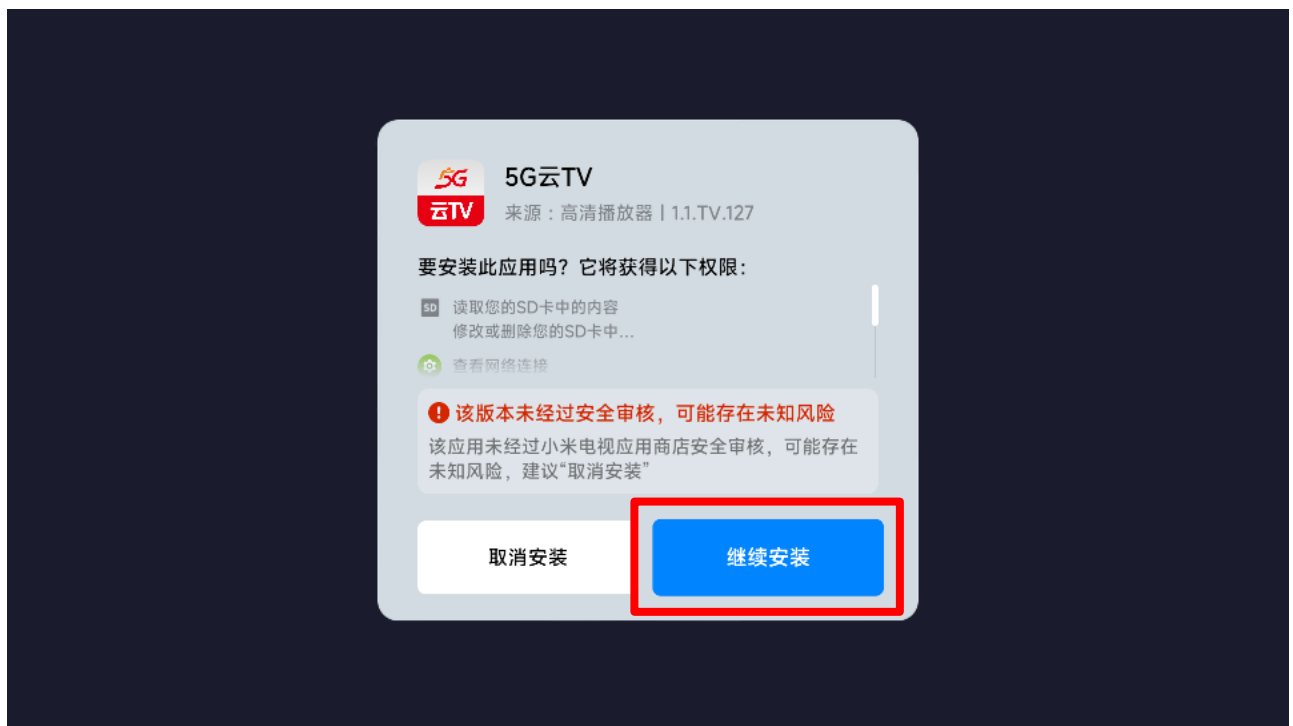 5G
云TV
5G云TV
来源：高清播放器 | 1.1.TV.127
要安装此应用吗？它将获得以下权限：
SD
读取您的SD卡中的内容
修改或删除您的SD卡中...
查看网络连接
该版本未经过安全审核，可能存在未知风险
该应用未经过小米电视应用商店安全审核，可能存在
未知风险，建议“取消安装”
取消安装
继续安装